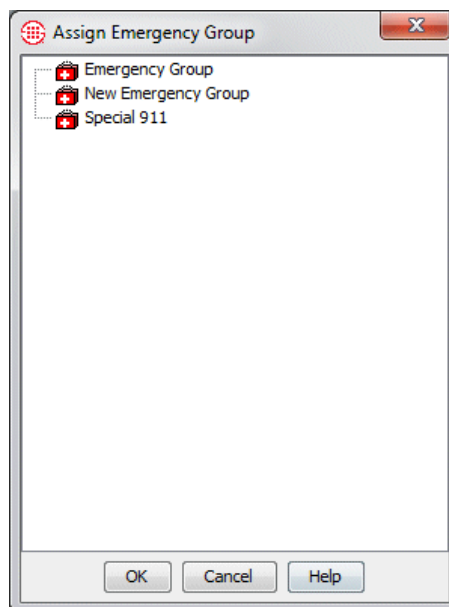 Assign Emergency Group
Emergency Group
New Emergency Group
Special 911
OK Cancel Help